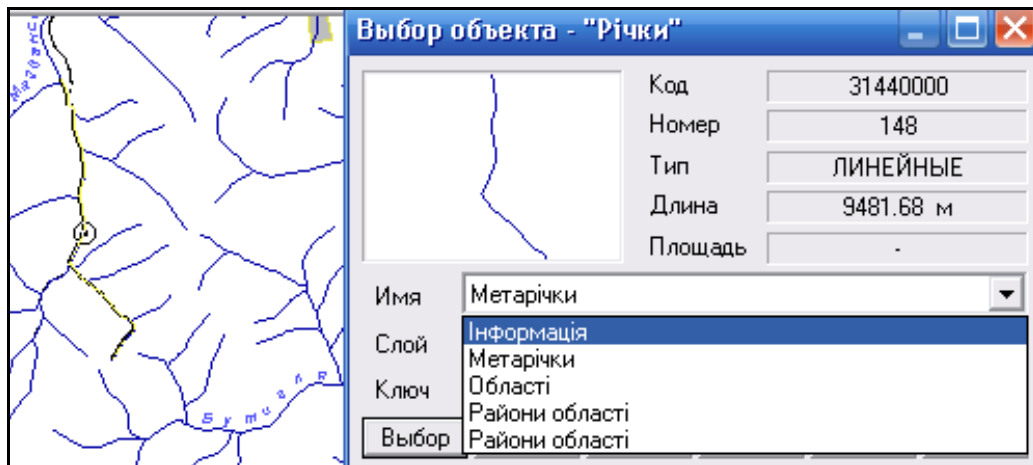 Выбор объекта - "Річки"
Код 31440000
Номер 148
Тип ЛИНЕЙНЫЕ
Длина 9481.68 м
Площадь -
Имя Метарічки
Слой
Ключ
Інформація
Метарічки
Області
Райони області
Райони області
Выбор